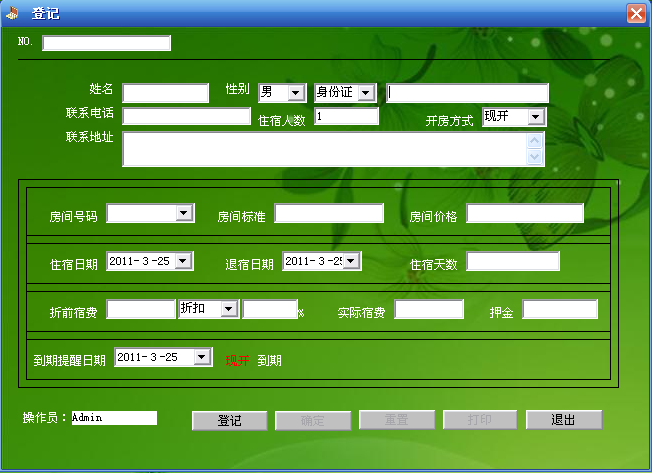 登记
NO.
姓名 性别 男 身份证
联系电话 住宿人数 1 开房方式 现开
联系地址
房间号码 房间标准 房间价格
住宿日期 2011- 3 -25 退宿日期 2011- 3 -25 住宿天数
折前宿费 折扣 % 实际宿费 押金
到期提醒日期 2011- 3 -25 现开 到期
操作员： Admin 登记 确定 重置 打印 退出